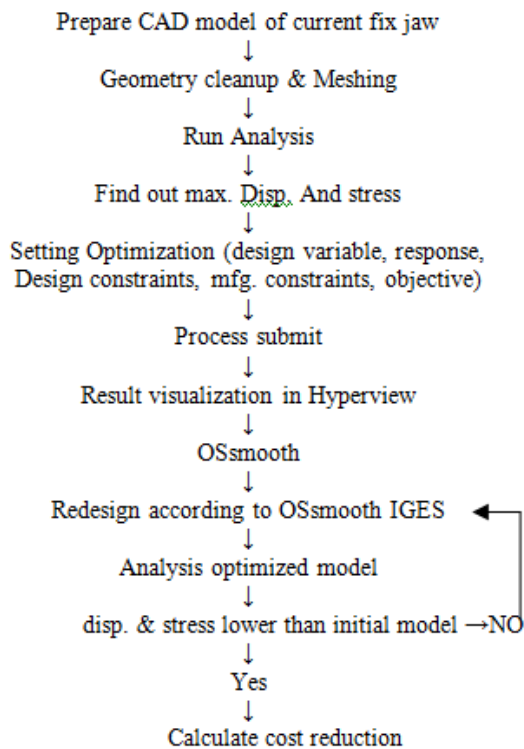 Prepare CAD model of current fix jaw
↓
Geometry cleanup & Meshing
↓
Run Analysis
↓
Find out max. Disp. And stress
↓
Setting Optimization (design variable, response,
Design constraints, mfg. constraints, objective)
↓
Process submit
↓
Result visualization in Hyperview
↓
OSsmooth
↓
Redesign according to OSsmooth IGES
↓
Analysis optimized model
↓
disp. & stress lower than initial model →NO
↓
Yes
↓
Calculate cost reduction